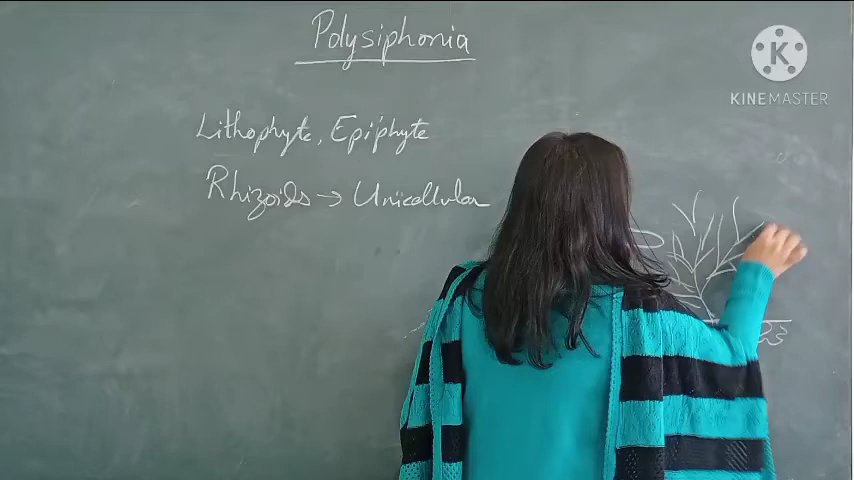 Polysiphonia
K
KINEMASTER
Lithophyte, Epiphyte
Rhizoids → Unicellular